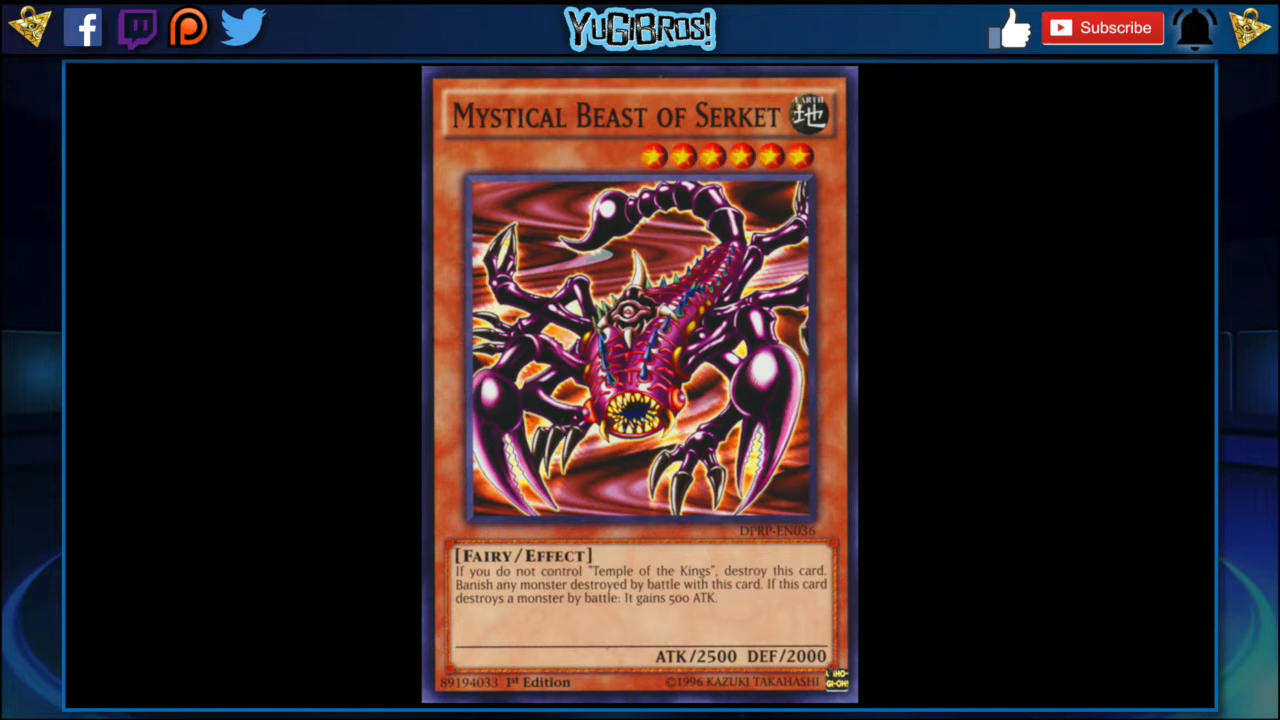 YUGIBROS!
Subscribe
MYSTICAL BEAST OF SERKET
EARTH
地
DPRP-EN036
[FAIRY/EFFECT]
If you do not control "Temple of the Kings", destroy this card.
Banish any monster destroyed by battle with this card. If this card
destroys a monster by battle: It gains 500 ATK.
ATK/2500 DEF/2000
89194033 1st Edition ©1996 KAZUKI TAKAHASHI